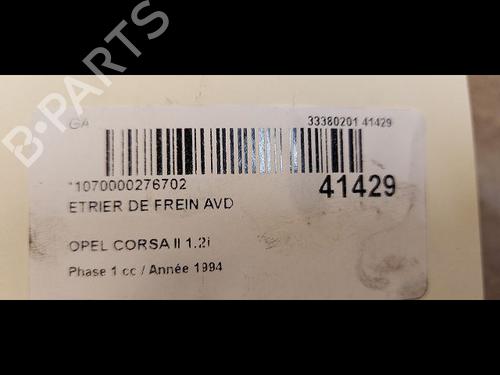 B-PARTS
GA 33380201 41429
*1070000276702 41429
ETRIER DE FREIN AVD
OPEL CORSA II 1.2i
Phase 1 cc / Année 1994